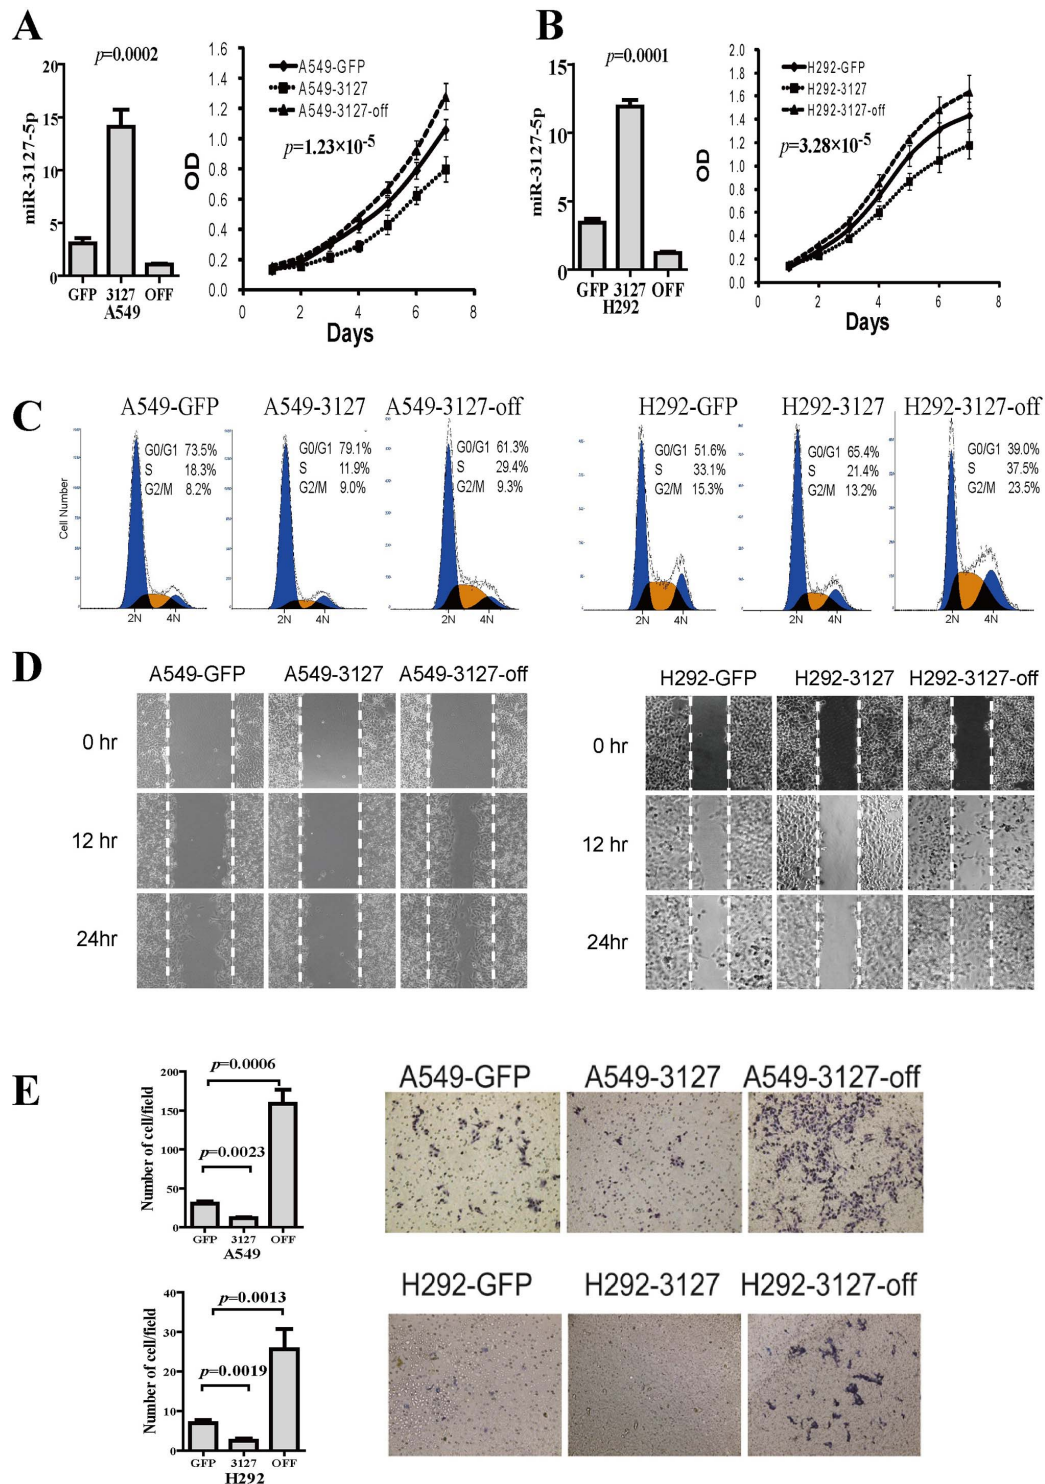 A
p=0.0002
miR-3127-5p
20
15
10
5
0
GFP 3127 OFF
A549
OD
1.6
1.4
1.2
1.0
0.8
0.6
0.4
0.2
0.0
A549-GFP
A549-3127
A549-3127-off
p=1.23×10-5
0 2 4 6 8
Days
B
p=0.0001
miR-3127-5p
15
10
5
0
GFP 3127 OFF
H292
OD
2.0
1.8
1.6
1.4
1.2
1.0
0.8
0.6
0.4
0.2
0.0
H292-GFP
H292-3127
H292-3127-off
p=3.28×10-5
0 2 4 6 8
Days
C
Cell Number
A549-GFP
G0/G1 73.5%
S 18.3%
G2/M 8.2%
2N 4N
A549-3127
G0/G1 79.1%
S 11.9%
G2/M 9.0%
2N 4N
A549-3127-off
G0/G1 61.3%
S 29.4%
G2/M 9.3%
2N 4N
H292-GFP
G0/G1 51.6%
S 33.1%
G2/M 15.3%
2N 4N
H292-3127
G0/G1 65.4%
S 21.4%
G2/M 13.2%
2N 4N
H292-3127-off
G0/G1 39.0%
S 37.5%
G2/M 23.5%
2N 4N
D
A549-GFP A549-3127 A549-3127-off
0 hr
12 hr
24hr
H292-GFP H292-3127 H292-3127-off
0 hr
12 hr
24hr
E
Number of cell/field
200
150
100
50
0
p=0.0006
p=0.0023
GFP 3127 OFF
A549
A549-GFP A549-3127 A549-3127-off
Number of cell/field
40
30
20
10
0
p=0.0013
p=0.0019
GFP 3127 OFF
H292
H292-GFP H292-3127 H292-3127-off